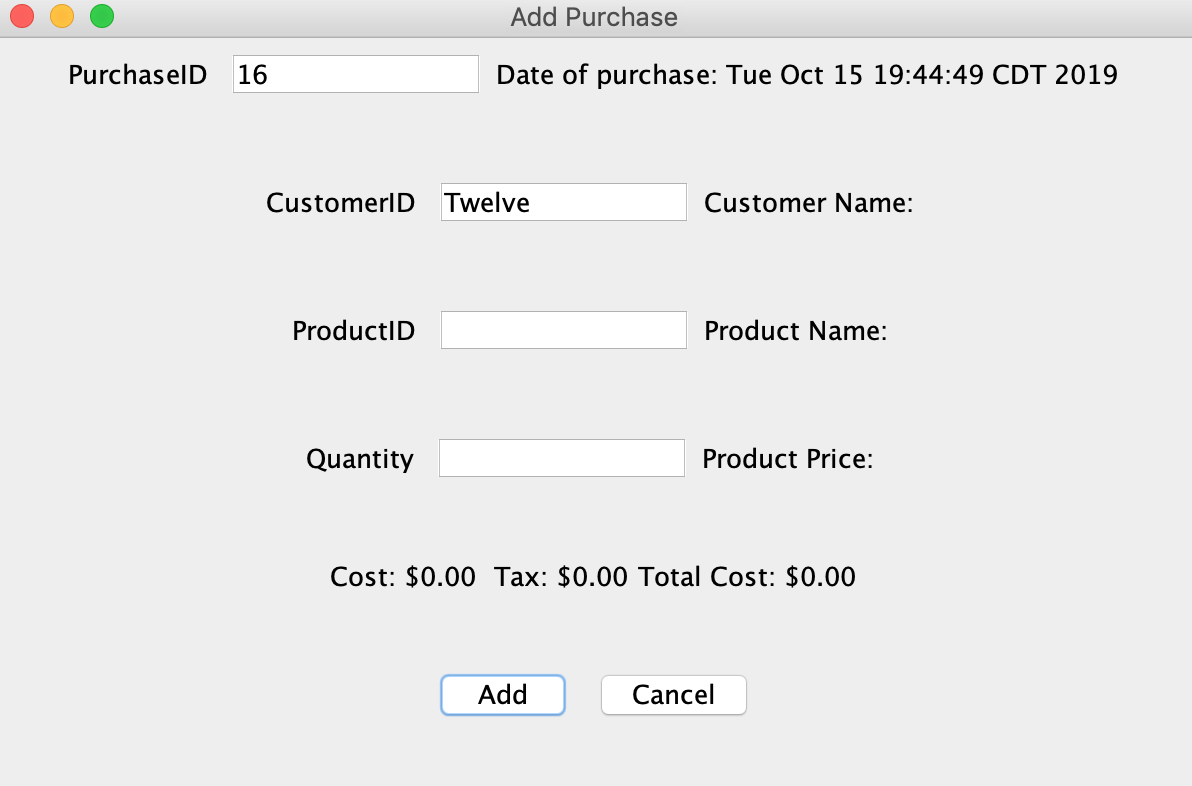 Add Purchase
PurchaseID 16 Date of purchase: Tue Oct 15 19:44:49 CDT 2019
CustomerID Twelve Customer Name:
ProductID Product Name:
Quantity Product Price:
Cost: $0.00 Tax: $0.00 Total Cost: $0.00
Add Cancel